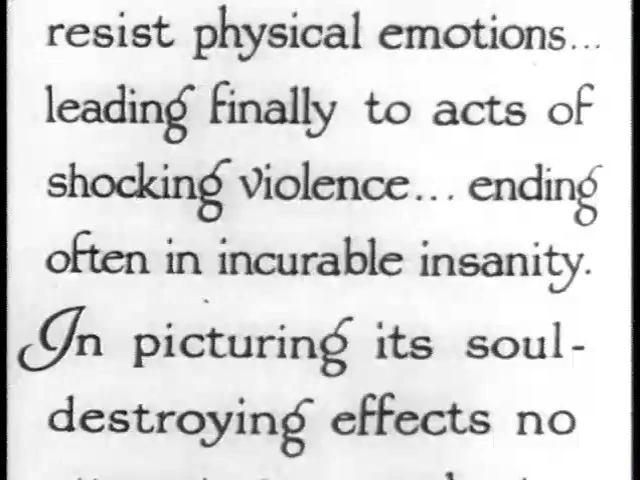 resist physical emotions...
leading finally to acts of
shocking violence... ending
often in incurable insanity.
In picturing its soul-
destroying effects no